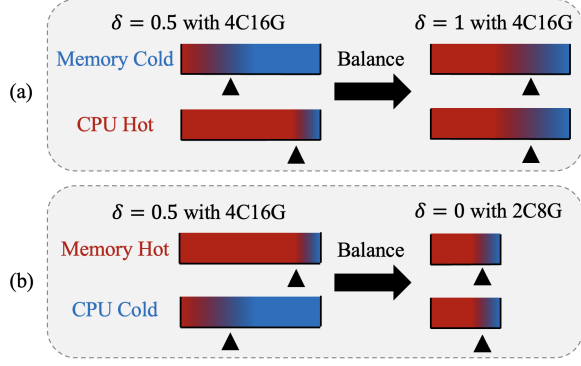 δ = 0.5 with 4C16G
δ = 1 with 4C16G
Memory Cold
Balance
(a)
CPU Hot
δ = 0.5 with 4C16G
δ = 0 with 2C8G
Memory Hot
Balance
(b)
CPU Cold